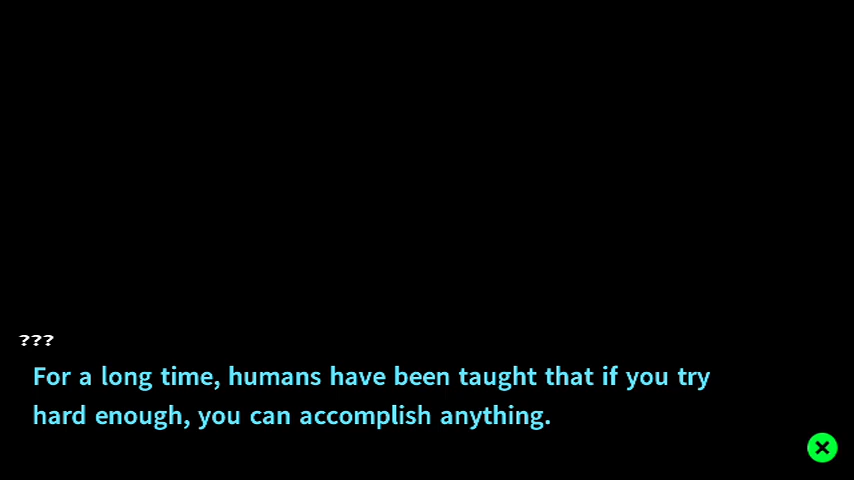 ???
For a long time, humans have been taught that if you try
hard enough, you can accomplish anything.